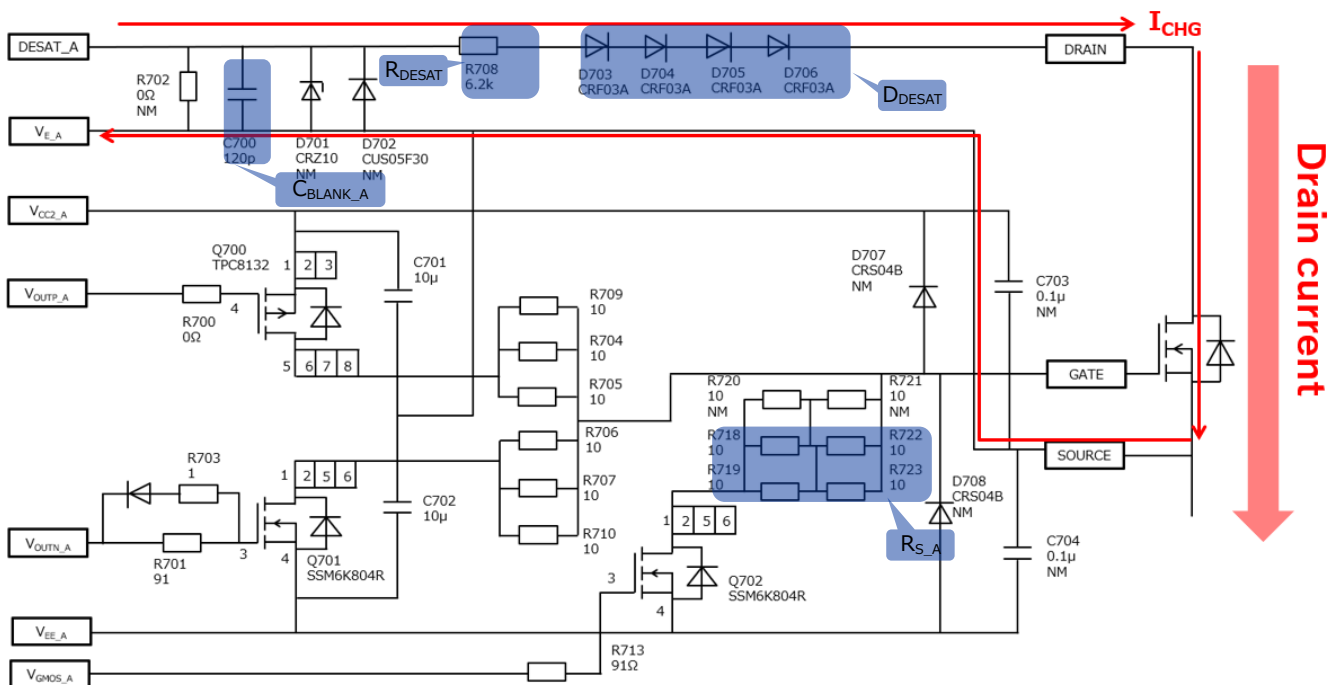 I_CHG
DESAT_A
R_DESAT
R708
6.2k
D703
CRF03A
D704
CRF03A
D705
CRF03A
D706
CRF03A
D_DESAT
DRAIN
R702
0Ω
NM
V_E_A
C700
120p
D701
CRZ10
NM
D702
CUS05F30
NM
C_BLANK_A
Drain current
V_CC2_A
Q700
TPC8132
1
2
3
C701
10μ
D707
CRS04B
NM
C703
0.1μ
NM
V_OUTP_A
R700
0Ω
4
5
6
7
8
R709
10
R704
10
R705
10
GATE
R720
10
NM
R721
10
NM
R706
10
R718
10
R722
10
SOURCE
R703
1
1
2
5
6
C702
10μ
R707
10
R719
10
R723
10
D708
CRS04B
NM
V_OUTN_A
R701
91
3
4
Q701
SSM6K804R
R710
10
1
2
5
6
R_S_A
C704
0.1μ
NM
3
4
Q702
SSM6K804R
V_EE_A
R713
91Ω
V_GMOS_A